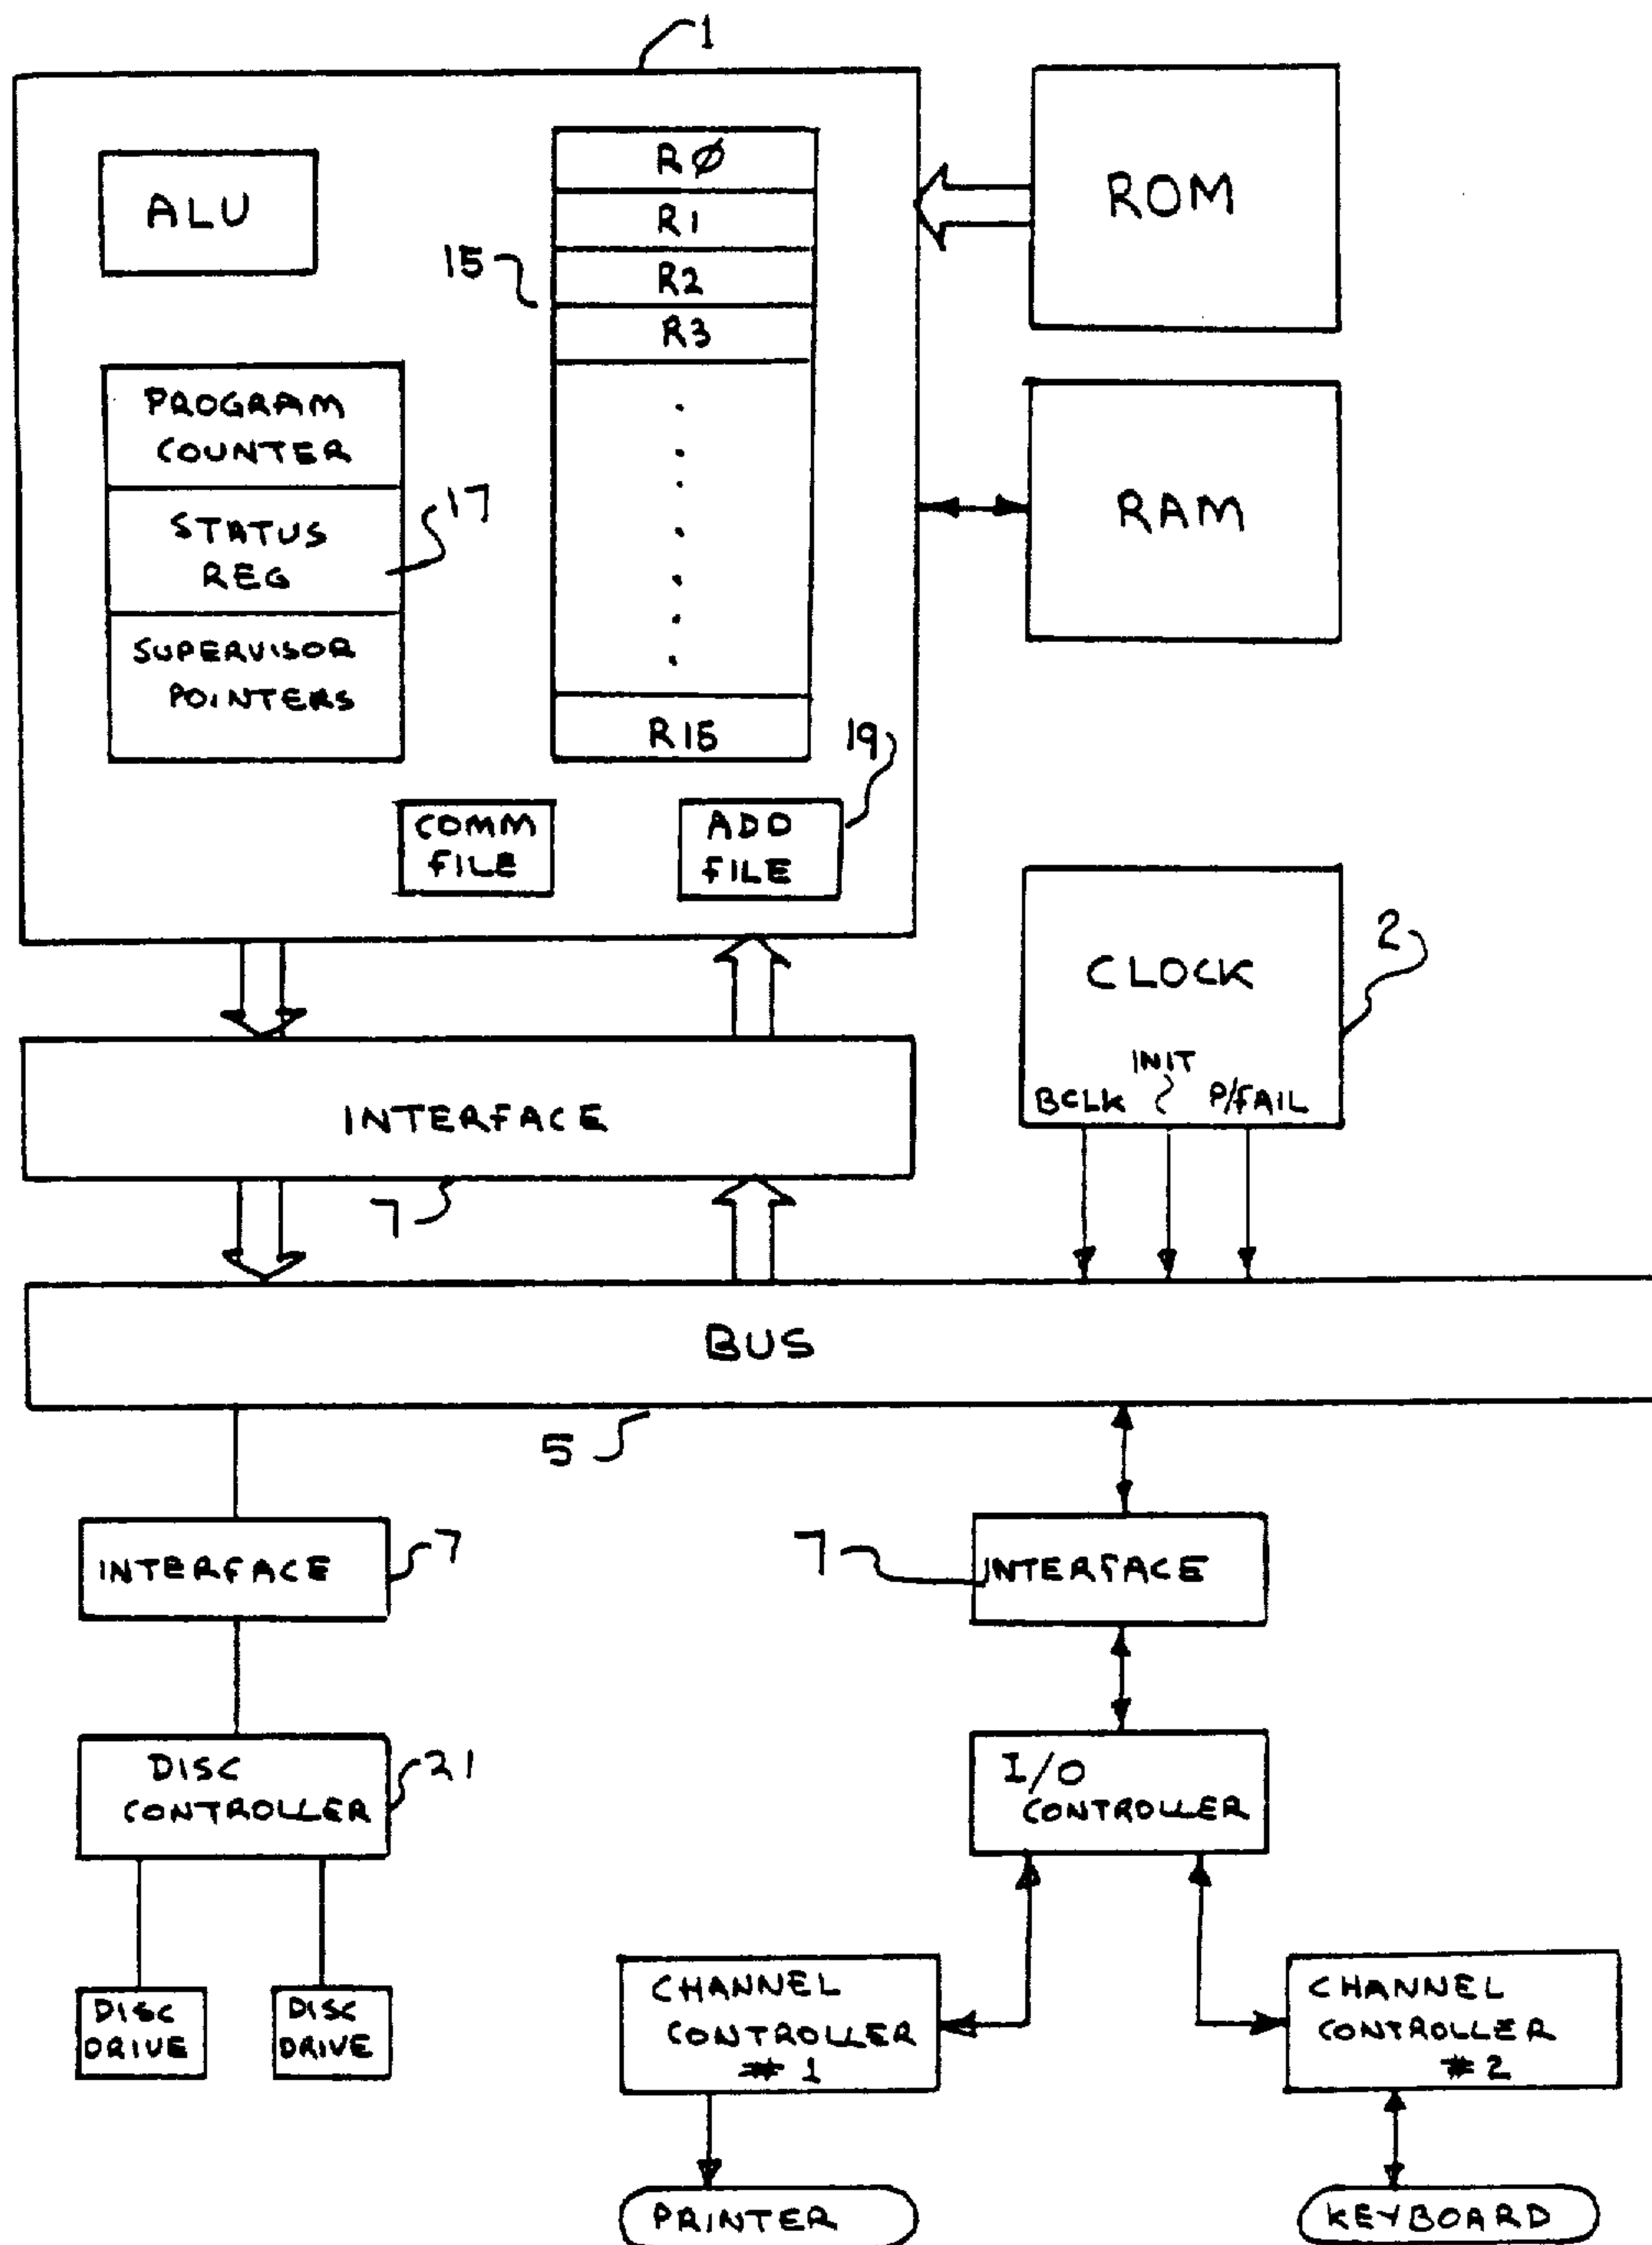 1
ALU
RØ
R1
R2
R3
15
ROM
PROGRAM
COUNTER
STATUS
REG
17
SUPERVISOR
POINTERS
RAM
R15
19
COMM
FILE
ADD
FILE
CLOCK
2
BCLK
INIT
P/FAIL
INTERFACE
7
BUS
5
INTERFACE
7
7
INTERFACE
DISC
CONTROLLER
21
I/O
CONTROLLER
DISC
DRIVE
DISC
DRIVE
CHANNEL
CONTROLLER
# 1
CHANNEL
CONTROLLER
# 2
PRINTER
KEYBOARD